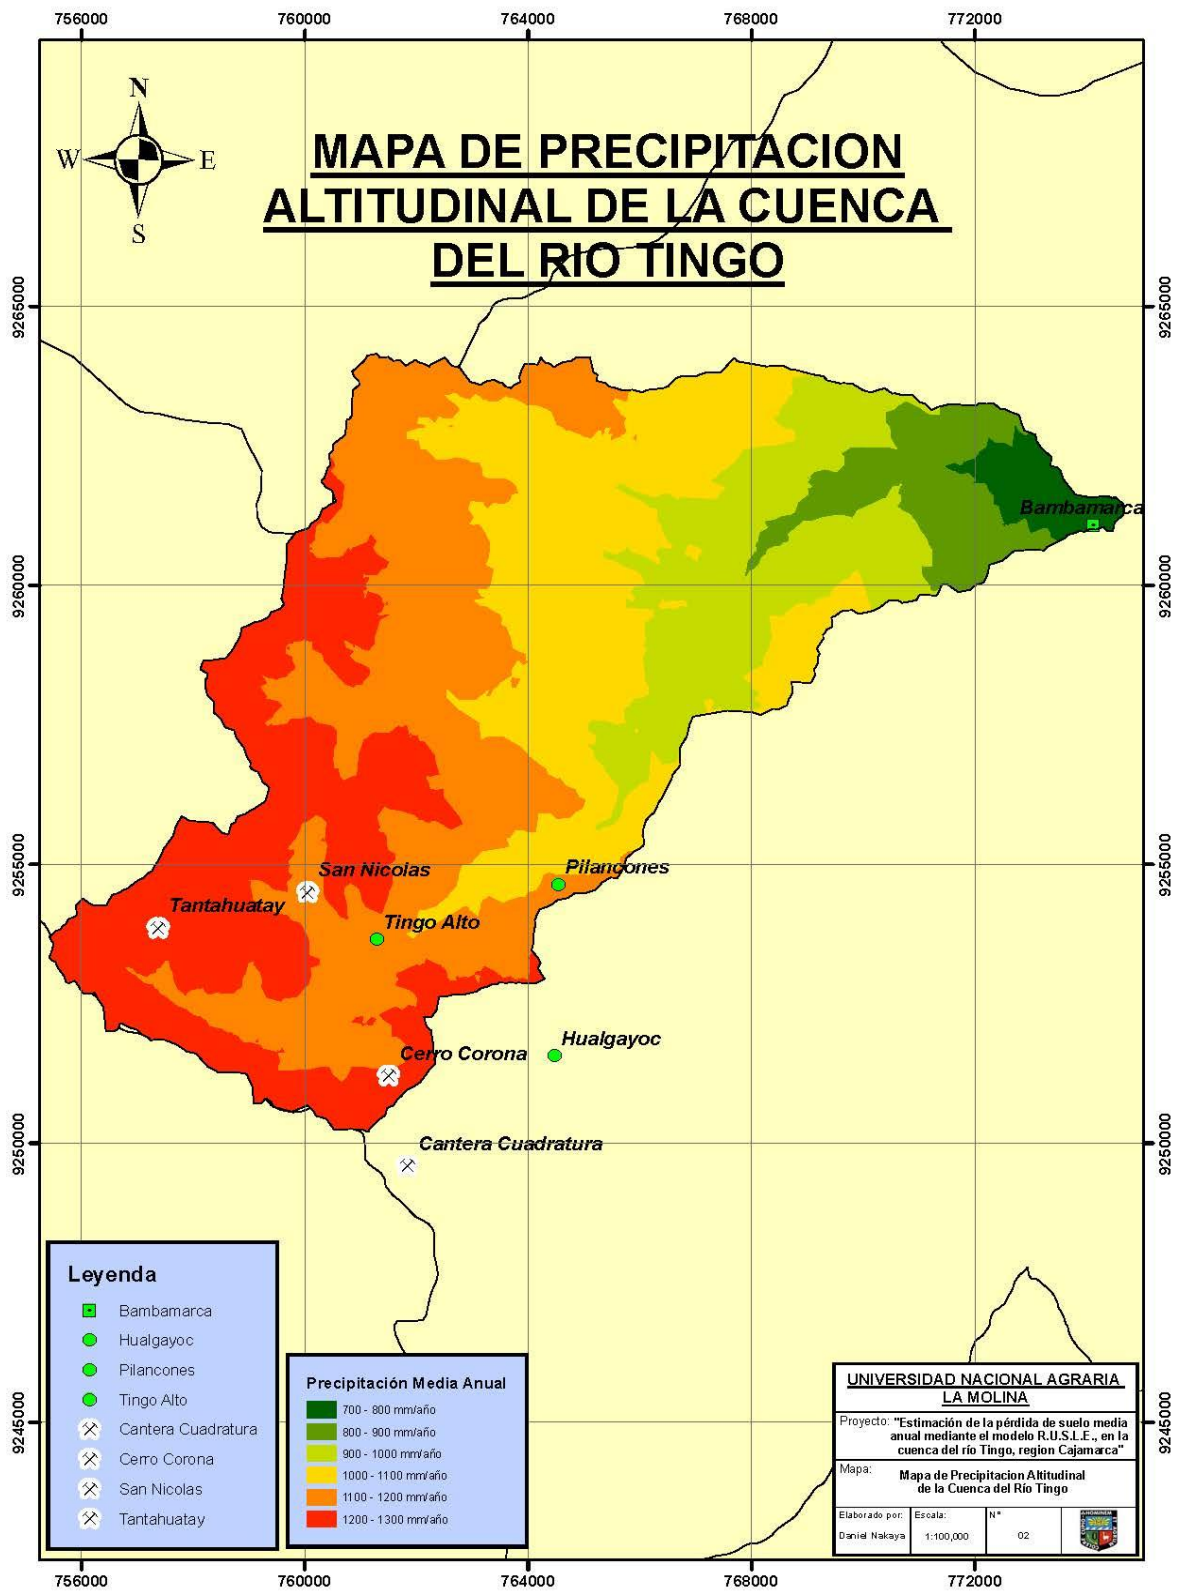 756000 760000 764000 768000 772000
N
W E
S
MAPA DE PRECIPITACION
ALTITUDINAL DE LA CUENCA
DEL RIO TINGO
9265000 9265000
Bambamarca
9260000 9260000
9255000 9255000
San Nicolas
Pilancones
Tantahuatay
Tingo Alto
Hualgayoc
Cerro Corona
9250000 9250000
Cantera Cuadratura
9245000 9245000
Leyenda
Bambamarca
Hualgayoc
Pilancones
Tingo Alto
Cantera Cuadratura
Cerro Corona
San Nicolas
Tantahuatay
Precipitación Media Anual
700 - 800 mm/año
800 - 900 mm/año
900 - 1000 mm/año
1000 - 1100 mm/año
1100 - 1200 mm/año
1200 - 1300 mm/año
UNIVERSIDAD NACIONAL AGRARIA
LA MOLINA
Proyecto: "Estimación de la pérdida de suelo media
anual mediante el modelo R.U.S.L.E., en la
cuenca del río Tingo, region Cajamarca"
Mapa: Mapa de Precipitacion Altitudinal
de la Cuenca del Río Tingo
Elaborado por: Escala: N°
Daniel Nakaya 1:100,000 02
756000 760000 764000 768000 772000